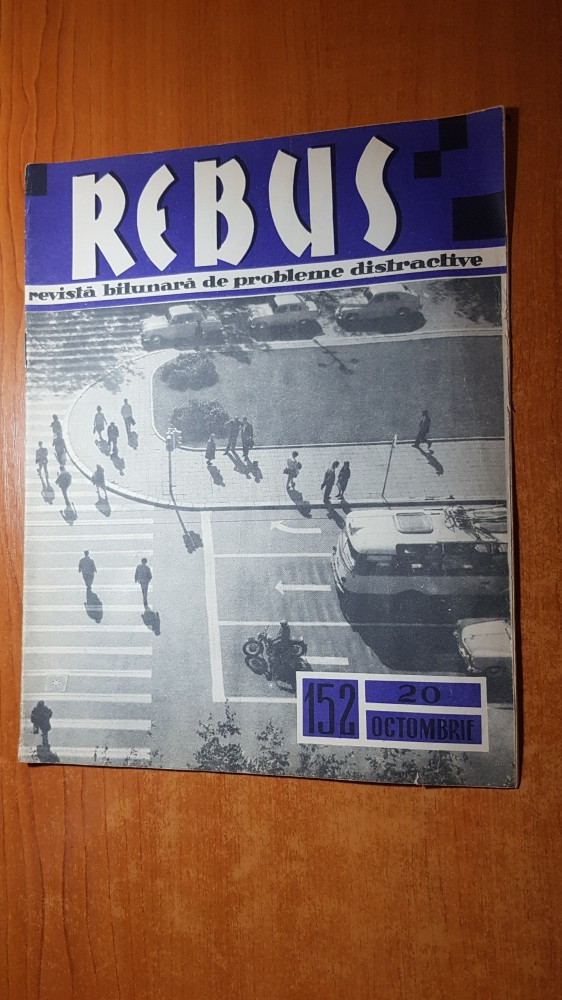 REBUS
revistă bilunară de probleme distractive
152
20
OCTOMBRIE